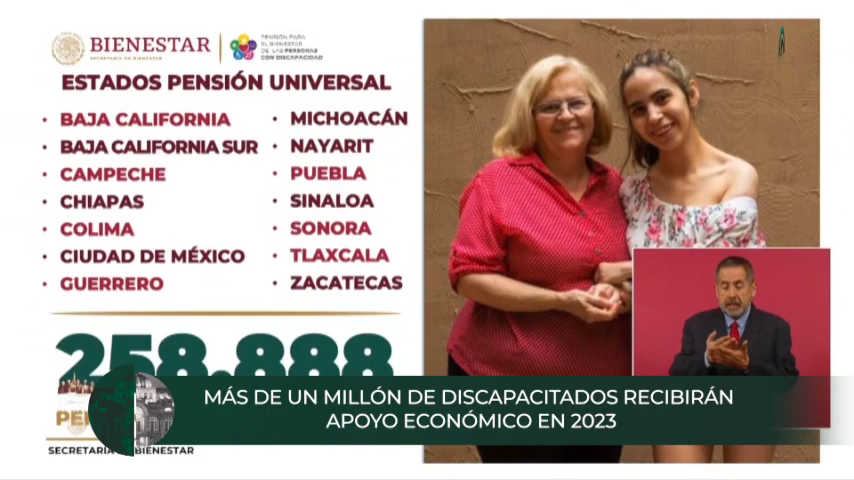 BIENESTAR
SECRETARÍA DE BIENESTAR
PENSIÓN PARA
EL BIENESTAR
DE LAS PERSONAS
CON DISCAPACIDAD
ESTADOS PENSIÓN UNIVERSAL
• BAJA CALIFORNIA
• BAJA CALIFORNIA SUR
• CAMPECHE
• CHIAPAS
• COLIMA
• CIUDAD DE MÉXICO
• GUERRERO
• MICHOACÁN
• NAYARIT
• PUEBLA
• SINALOA
• SONORA
• TLAXCALA
• ZACATECAS
258,888
MÁS DE UN MILLÓN DE DISCAPACITADOS RECIBIRÁN
APOYO ECONÓMICO EN 2023
SECRETARÍA BIENESTAR